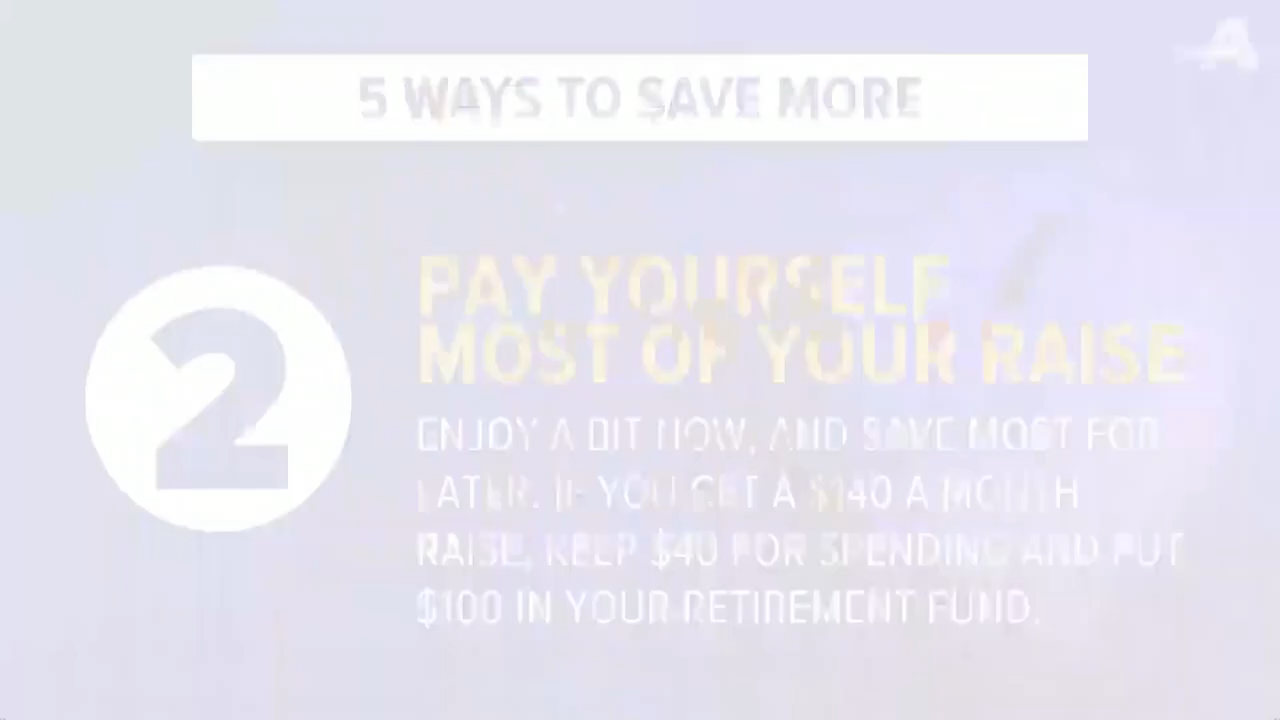 5 WAYS TO SAVE MORE
2
PAY YOURSELF
MOST OF YOUR RAISE
ENJOY A BIT NOW, AND SAVE MOST FOR
LATER. IF YOU GET A $140 A MONTH
RAISE, KEEP $40 FOR SPENDING AND PUT
$100 IN YOUR RETIREMENT FUND.